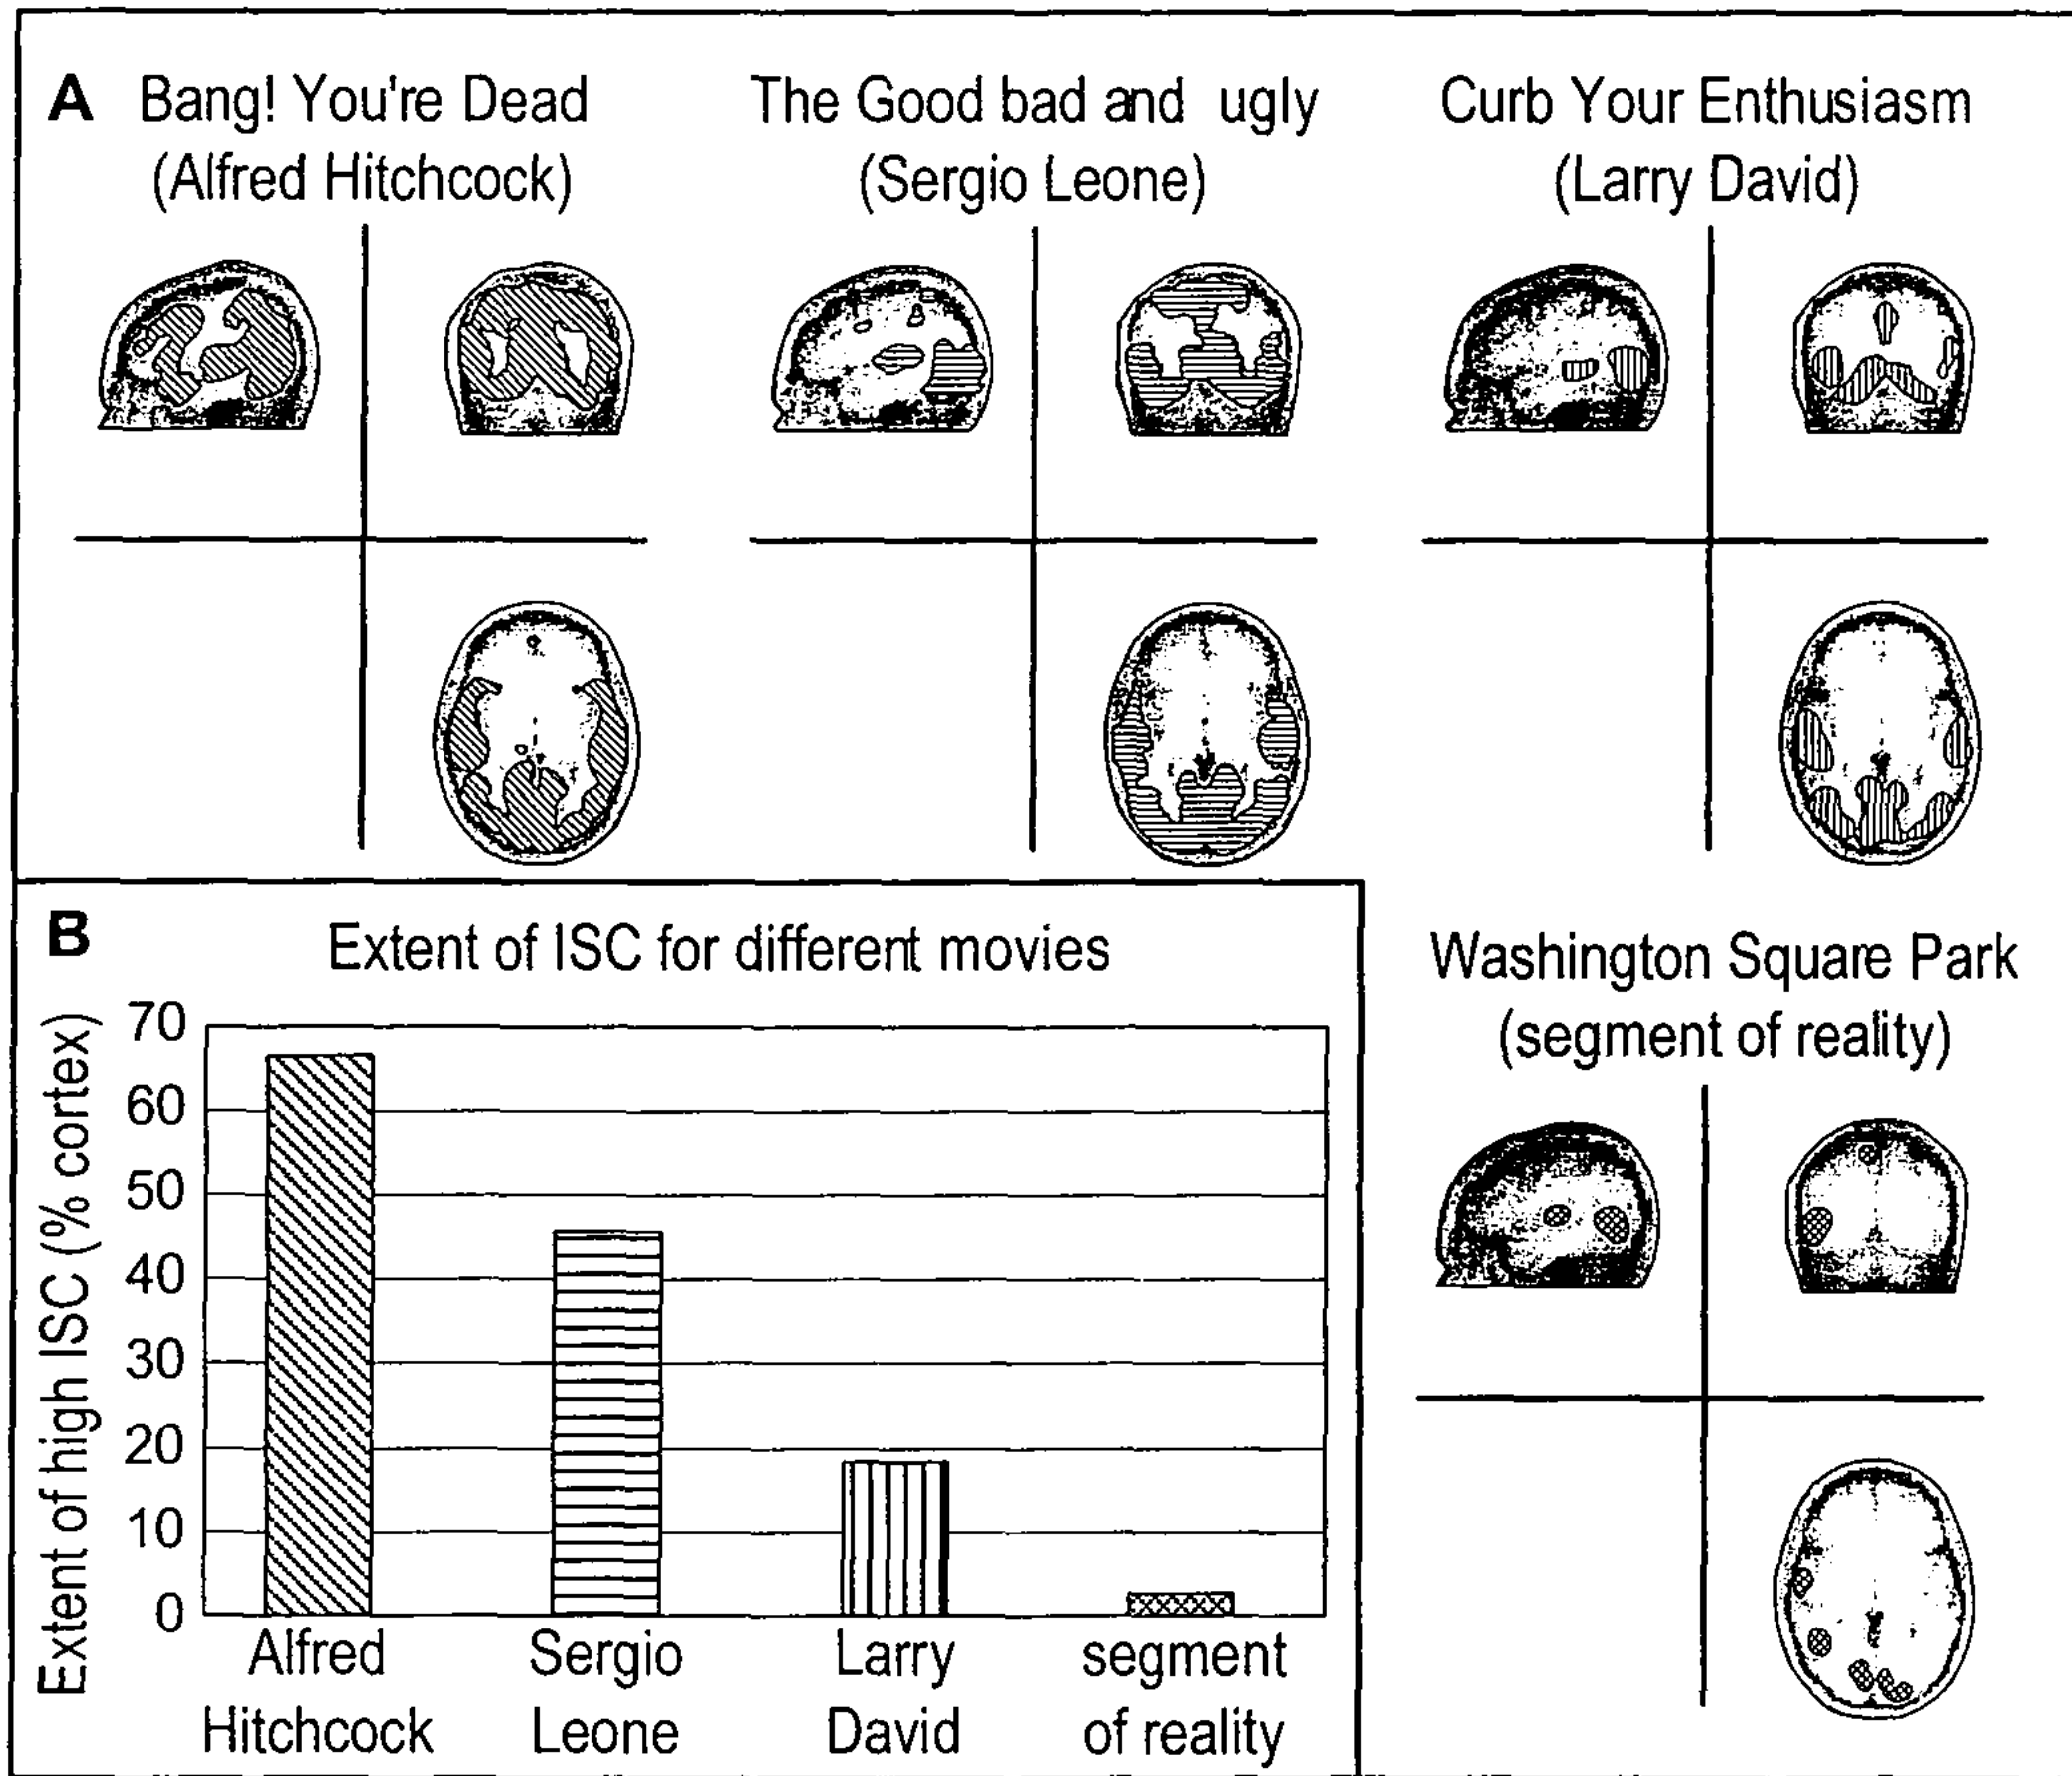 A
Bang! You're Dead
(Alfred Hitchcock)
The Good bad and ugly
(Sergio Leone)
Curb Your Enthusiasm
(Larry David)
B
Extent of ISC for different movies
Extent of high ISC (% cortex)
70
60
50
40
30
20
10
0
Alfred
Hitchcock
Sergio
Leone
Larry
David
segment
of reality
Washington Square Park
(segment of reality)